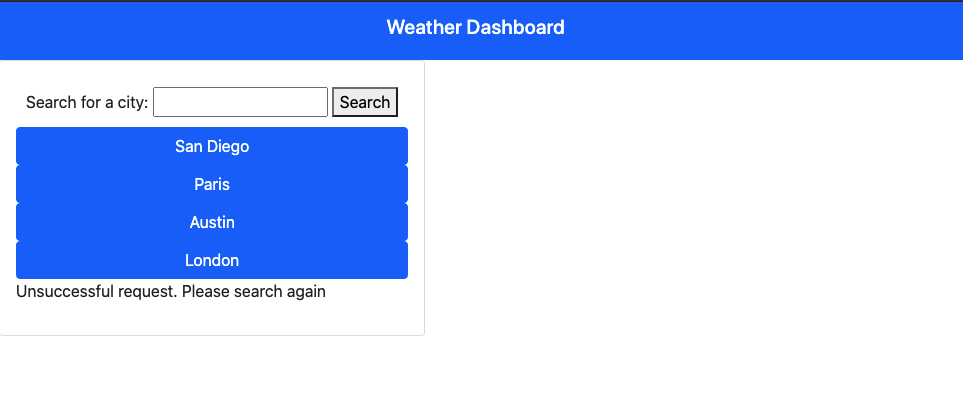 Weather Dashboard
Search for a city: Search
San Diego
Paris
Austin
London
Unsuccessful request. Please search again